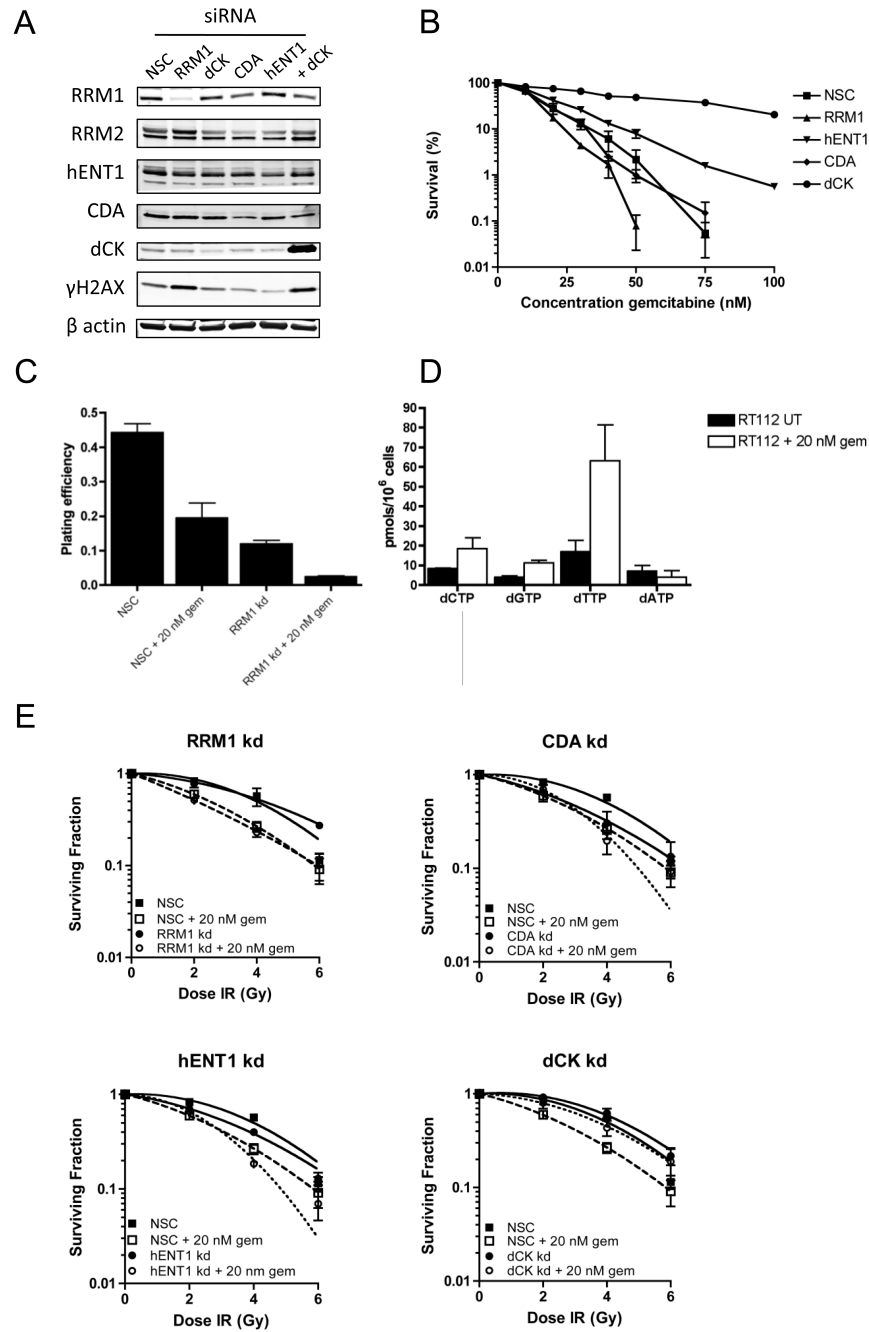 A
siRNA
NSC
RRM1
dCK
CDA
hENT1
+ dCK
RRM1
RRM2
hENT1
CDA
dCK
γH2AX
β actin
B
Survival (%)
100
10
1
0.1
0.01
0
25
50
75
100
Concentration gemcitabine (nM)
NSC
RRM1
hENT1
CDA
dCK
C
Plating efficiency
0.5
0.4
0.3
0.2
0.1
0.0
NSC
NSC + 20 nM gem
RRM1 kd
RRM1 kd + 20 nM gem
D
pmols/10⁶ cells
90
80
70
60
50
40
30
20
10
0
dCTP
dGTP
dTTP
dATP
RT112 UT
RT112 + 20 nM gem
E
RRM1 kd
Surviving Fraction
1
0.1
0.01
NSC
NSC + 20 nM gem
RRM1 kd
RRM1 kd + 20 nM gem
0 2 4 6
Dose IR (Gy)
CDA kd
Surviving Fraction
1
0.1
0.01
NSC
NSC + 20 nM gem
CDA kd
CDA kd + 20 nM gem
0 2 4 6
Dose IR (Gy)
hENT1 kd
Surviving Fraction
1
0.1
0.01
NSC
NSC + 20 nM gem
hENT1 kd
hENT1 kd + 20 nm gem
0 2 4 6
Dose IR (Gy)
dCK kd
Surviving Fraction
1
0.1
0.01
NSC
NSC + 20 nM gem
dCK kd
dCK kd + 20 nM gem
0 2 4 6
Dose IR (Gy)